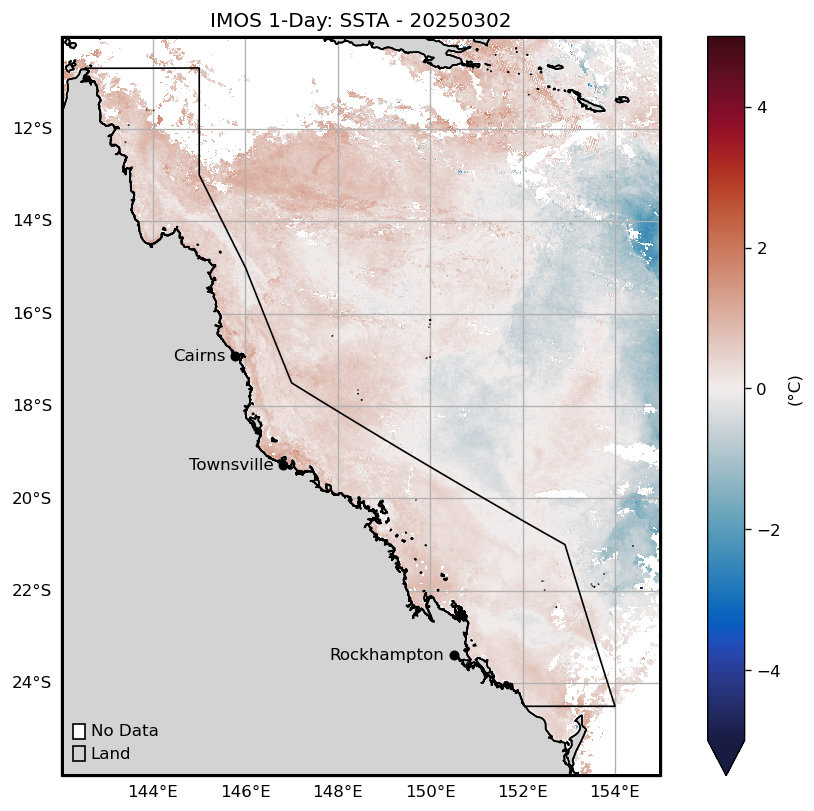 IMOS 1-Day: SSTA - 20250302
12°S
14°S
16°S
18°S
20°S
22°S
24°S
Cairns
Townsville
Rockhampton
No Data
Land
144°E 146°E 148°E 150°E 152°E 154°E
4
2
0
−2
−4
(°C)